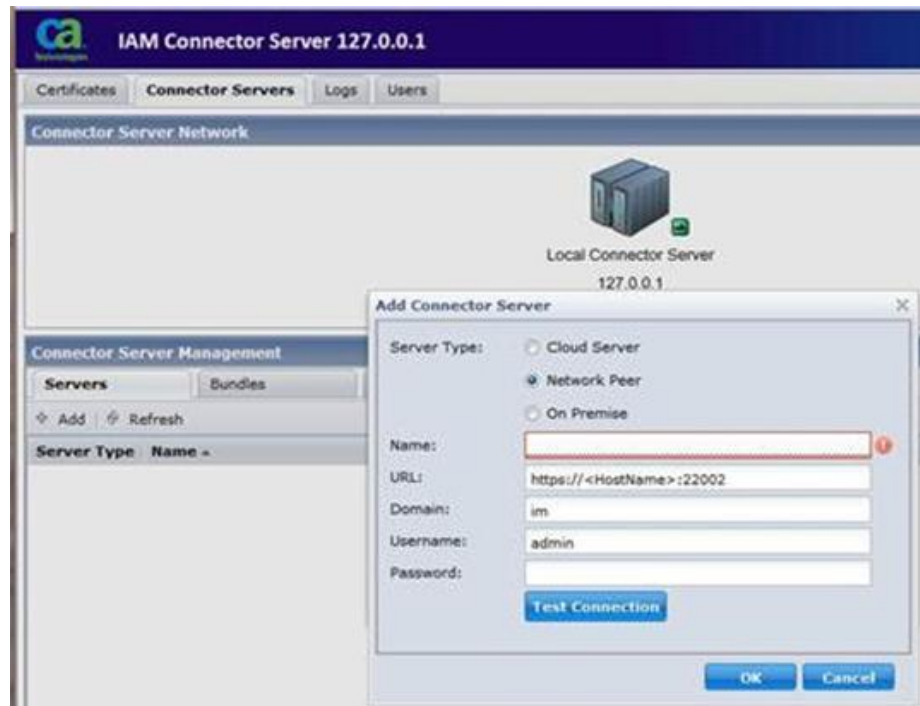 ca
technologies
IAM Connector Server 127.0.0.1
Certificates Connector Servers Logs Users
Connector Server Network
Local Connector Server
127.0.0.1
Add Connector Server
Server Type: Cloud Server
Network Peer
On Premise
Name:
URL: https://<HostName>:22002
Domain: im
Username: admin
Password:
Test Connection
OK Cancel
Connector Server Management
Servers Bundles
Add Refresh
Server Type Name